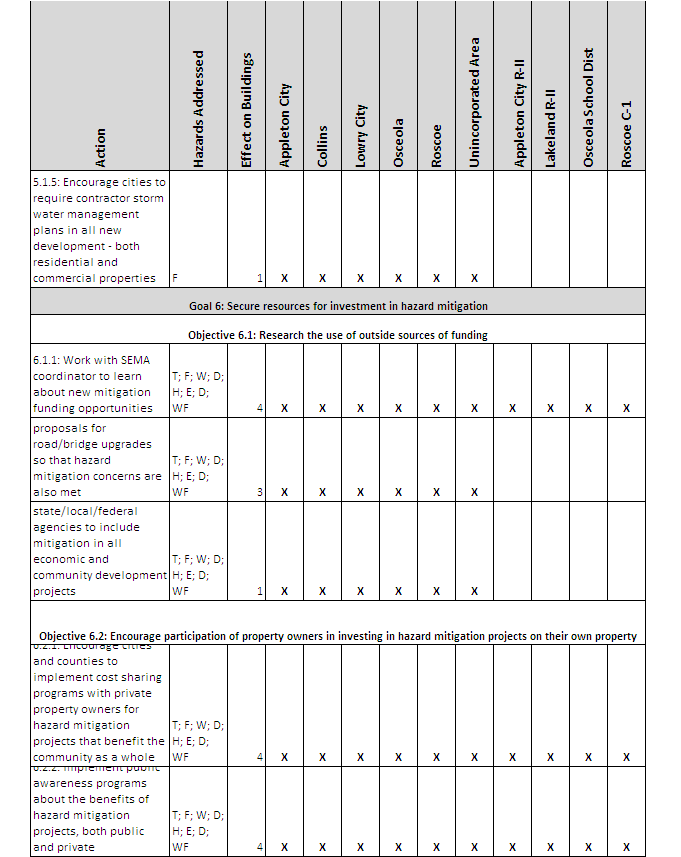 Action Hazards Addressed Effect on Buildings Appleton City Collins Lowry City Osceola Roscoe Unincorporated Area Appleton City R-II Lakeland R-II Osceola School Dist Roscoe C-1
5.1.5: Encourage cities to
require contractor storm
water management
plans in all new
development - both
residential and
commercial properties F 1 X X X X X X
Goal 6: Secure resources for investment in hazard mitigation
Objective 6.1: Research the use of outside sources of funding
6.1.1: Work with SEMA
coordinator to learn T; F; W; D;
about new mitigation H; E; D;
funding opportunities WF 4 X X X X X X X X X X
proposals for
road/bridge upgrades
so that hazard T; F; W; D;
mitigation concerns are H; E; D;
also met WF 3 X X X X X X
state/local/federal
agencies to include
mitigation in all
economic and T; F; W; D;
community development H; E; D;
projects WF 1 X X X X X X
Objective 6.2: Encourage participation of property owners in investing in hazard mitigation projects on their own property
6.2.1: Encourage cities
and counties to
implement cost sharing
programs with private
property owners for
hazard mitigation T; F; W; D;
projects that benefit the H; E; D;
community as a whole WF 4 X X X X X X X X X X
6.2.2: Implement public
awareness programs
about the benefits of
hazard mitigation T; F; W; D;
projects, both public H; E; D;
and private WF 4 X X X X X X X X X X